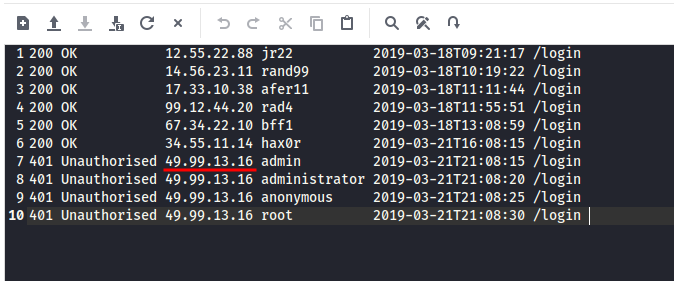 1 200 OK 12.55.22.88 jr22 2019-03-18T09:21:17 /login
2 200 OK 14.56.23.11 rand99 2019-03-18T10:19:22 /login
3 200 OK 17.33.10.38 afer11 2019-03-18T11:11:44 /login
4 200 OK 99.12.44.20 rad4 2019-03-18T11:55:51 /login
5 200 OK 67.34.22.10 bff1 2019-03-18T13:08:59 /login
6 200 OK 34.55.11.14 hax0r 2019-03-21T16:08:15 /login
7 401 Unauthorised 49.99.13.16 admin 2019-03-21T21:08:15 /login
8 401 Unauthorised 49.99.13.16 administrator 2019-03-21T21:08:20 /login
9 401 Unauthorised 49.99.13.16 anonymous 2019-03-21T21:08:25 /login
10 401 Unauthorised 49.99.13.16 root 2019-03-21T21:08:30 /login